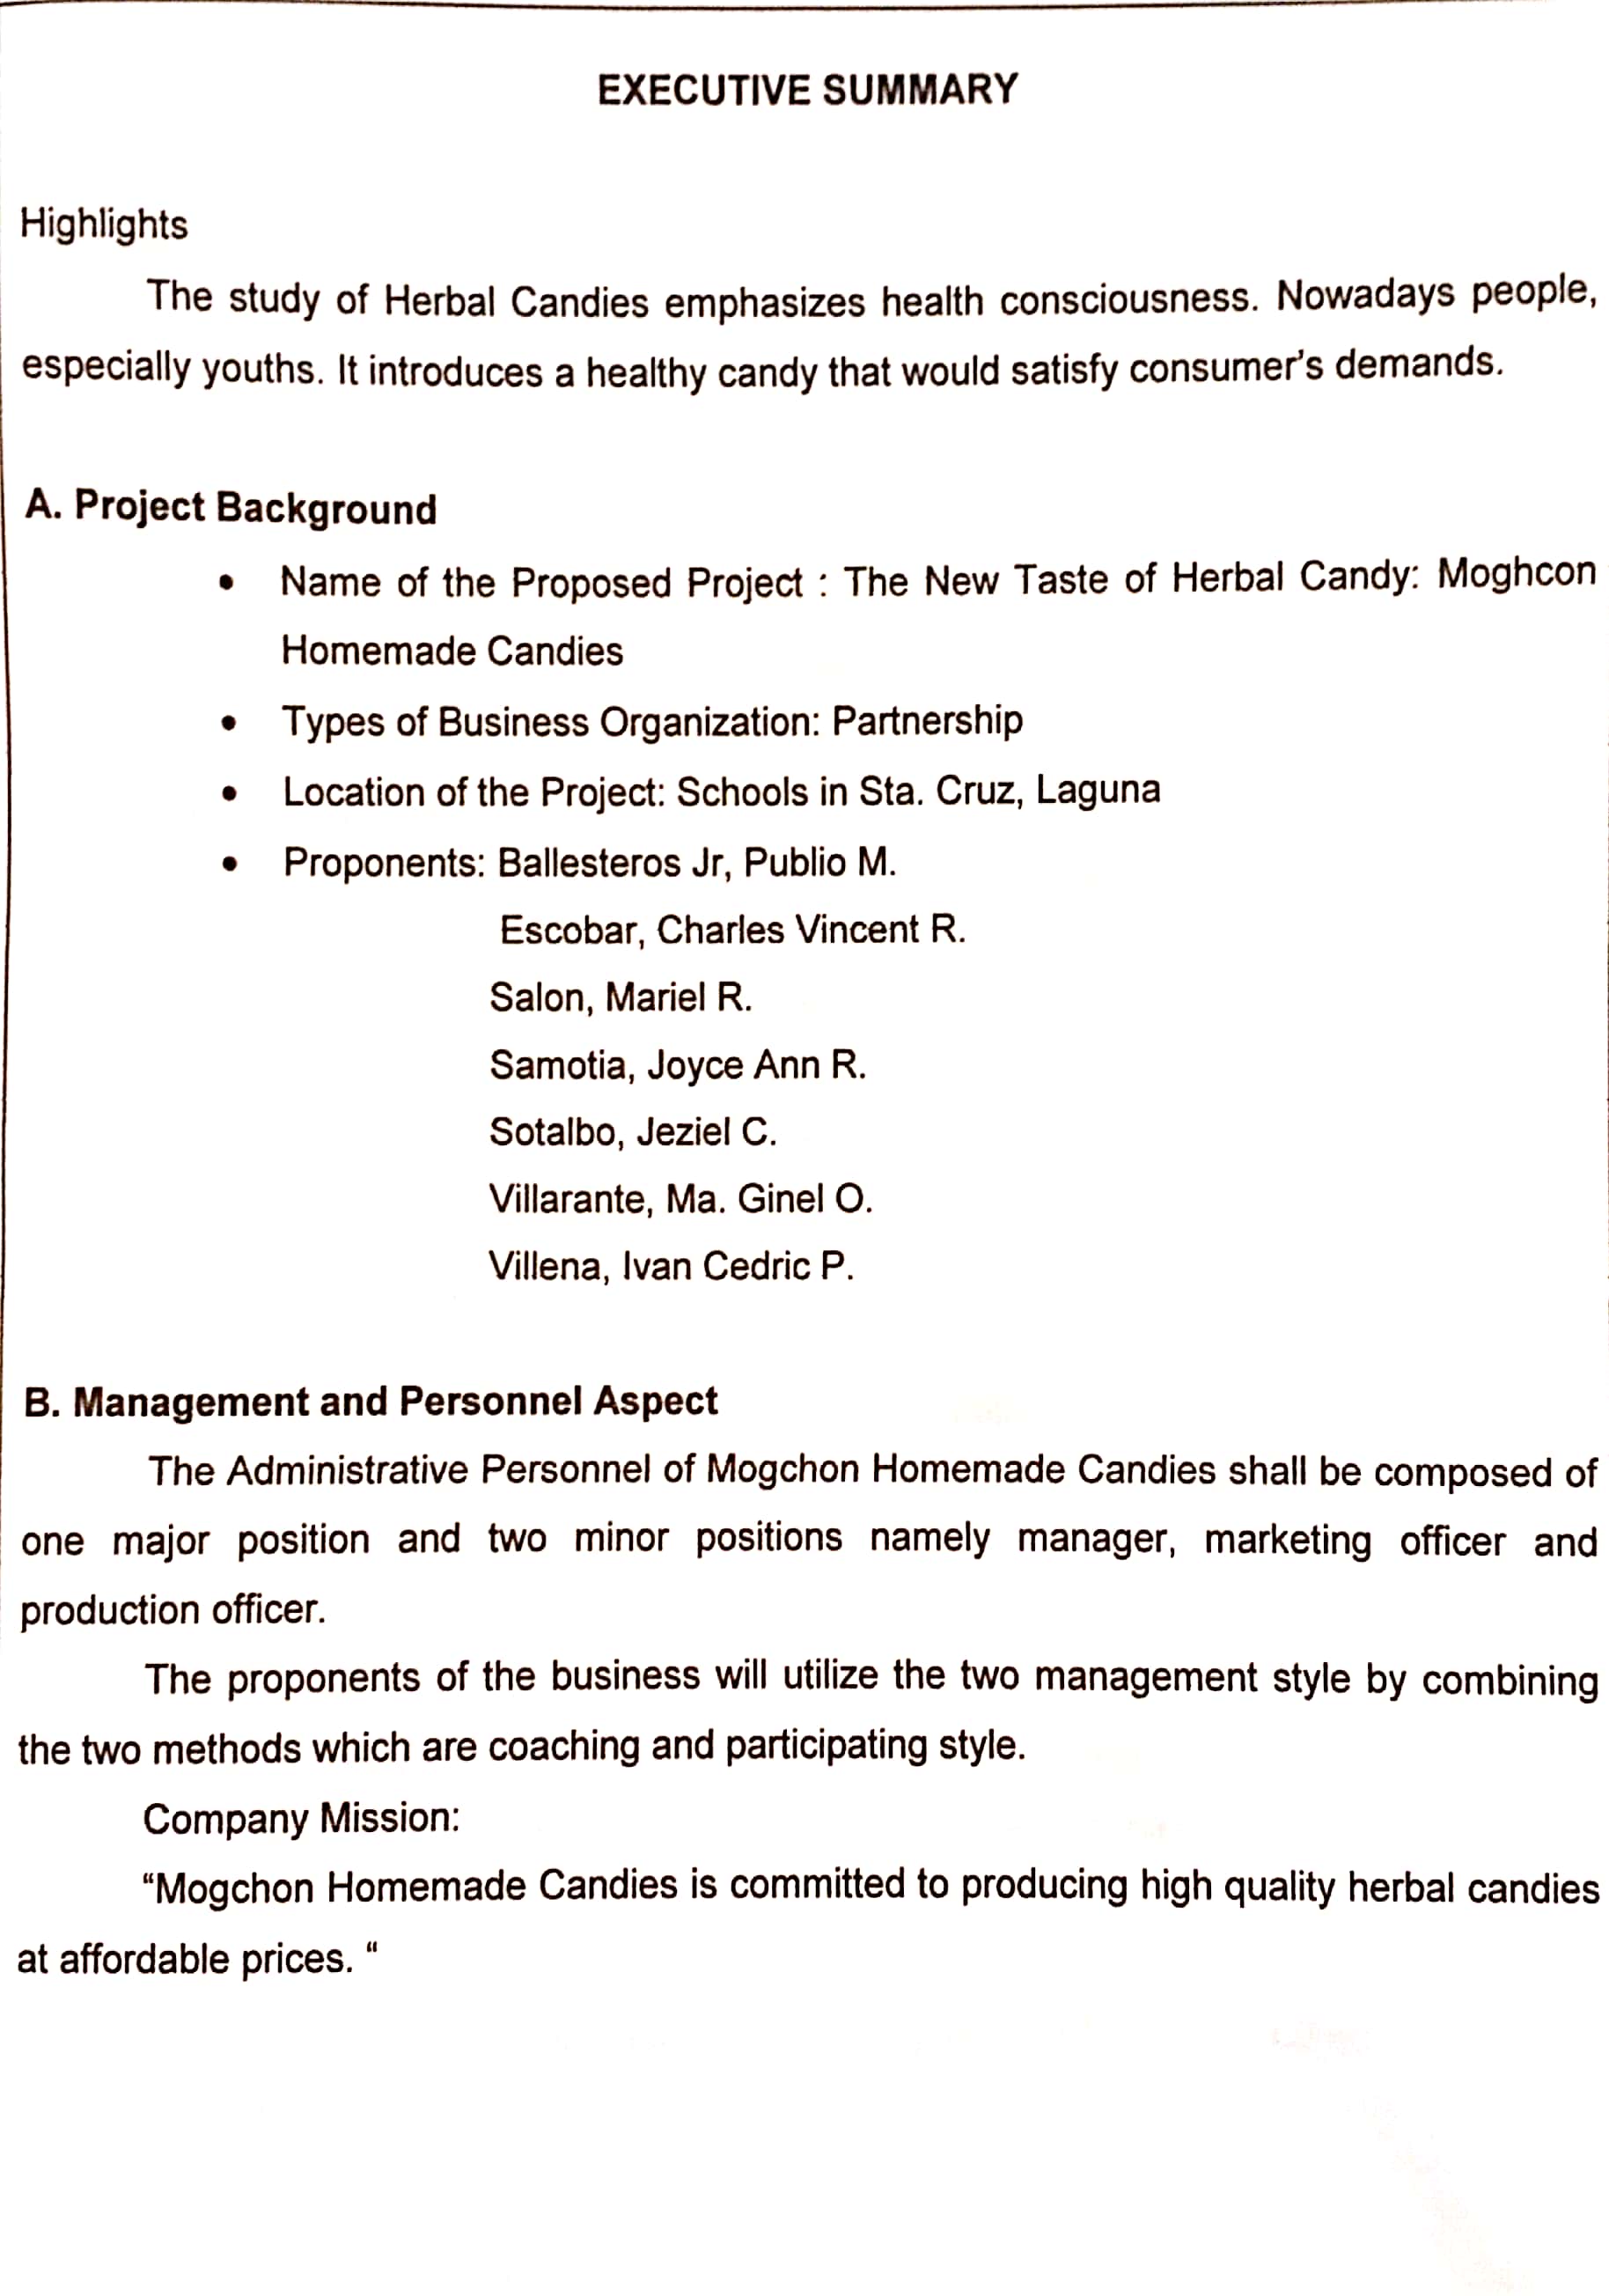 EXECUTIVE SUMMARY
Highlights
The study of Herbal Candies emphasizes health consciousness. Nowadays people,
especially youths. It introduces a healthy candy that would satisfy consumer's demands.
A. Project Background
• Name of the Proposed Project : The New Taste of Herbal Candy: Moghcon
Homemade Candies
• Types of Business Organization: Partnership
• Location of the Project: Schools in Sta. Cruz, Laguna
• Proponents: Ballesteros Jr, Publio M.
Escobar, Charles Vincent R.
Salon, Mariel R.
Samotia, Joyce Ann R.
Sotalbo, Jeziel C.
Villarante, Ma. Ginel O.
Villena, Ivan Cedric P.
B. Management and Personnel Aspect
The Administrative Personnel of Mogchon Homemade Candies shall be composed of
one major position and two minor positions namely manager, marketing officer and
production officer.
The proponents of the business will utilize the two management style by combining
the two methods which are coaching and participating style.
Company Mission:
“Mogchon Homemade Candies is committed to producing high quality herbal candies
at affordable prices. “